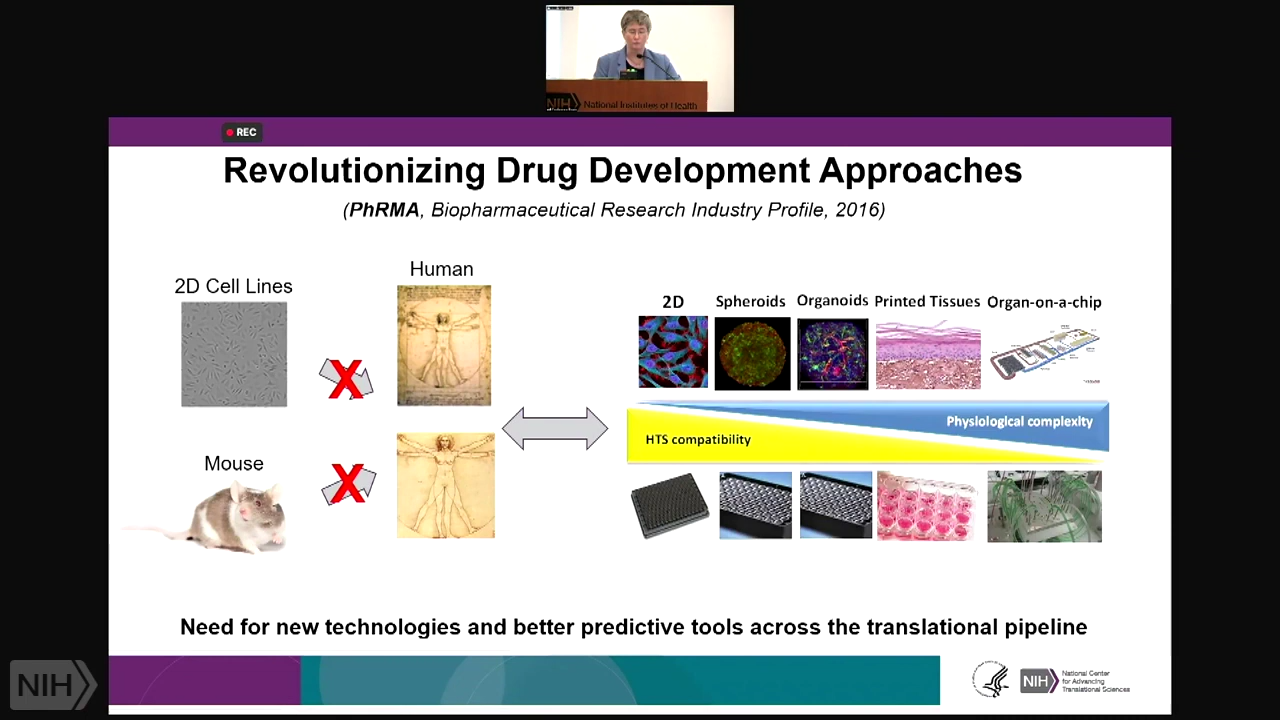 NIH National Institutes of Health
REC
Revolutionizing Drug Development Approaches
(PhRMA, Biopharmaceutical Research Industry Profile, 2016)
2D Cell Lines
Human
Mouse
2D
Spheroids
Organoids
Printed Tissues
Organ-on-a-chip
Physiological complexity
HTS compatibility
Need for new technologies and better predictive tools across the translational pipeline
NIH
NIH
National Center
for Advancing
Translational Sciences